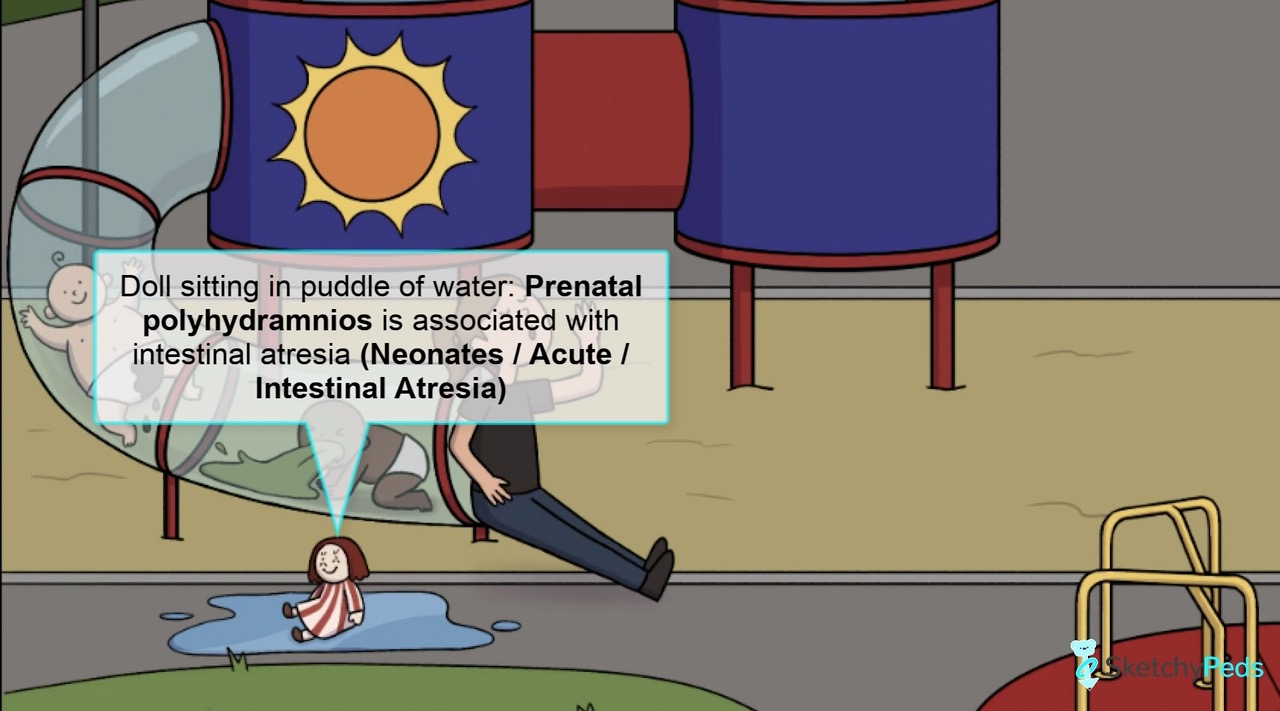 Doll sitting in puddle of water: Prenatal
polyhydramnios is associated with
intestinal atresia (Neonates / Acute /
Intestinal Atresia)
SketchyPeds